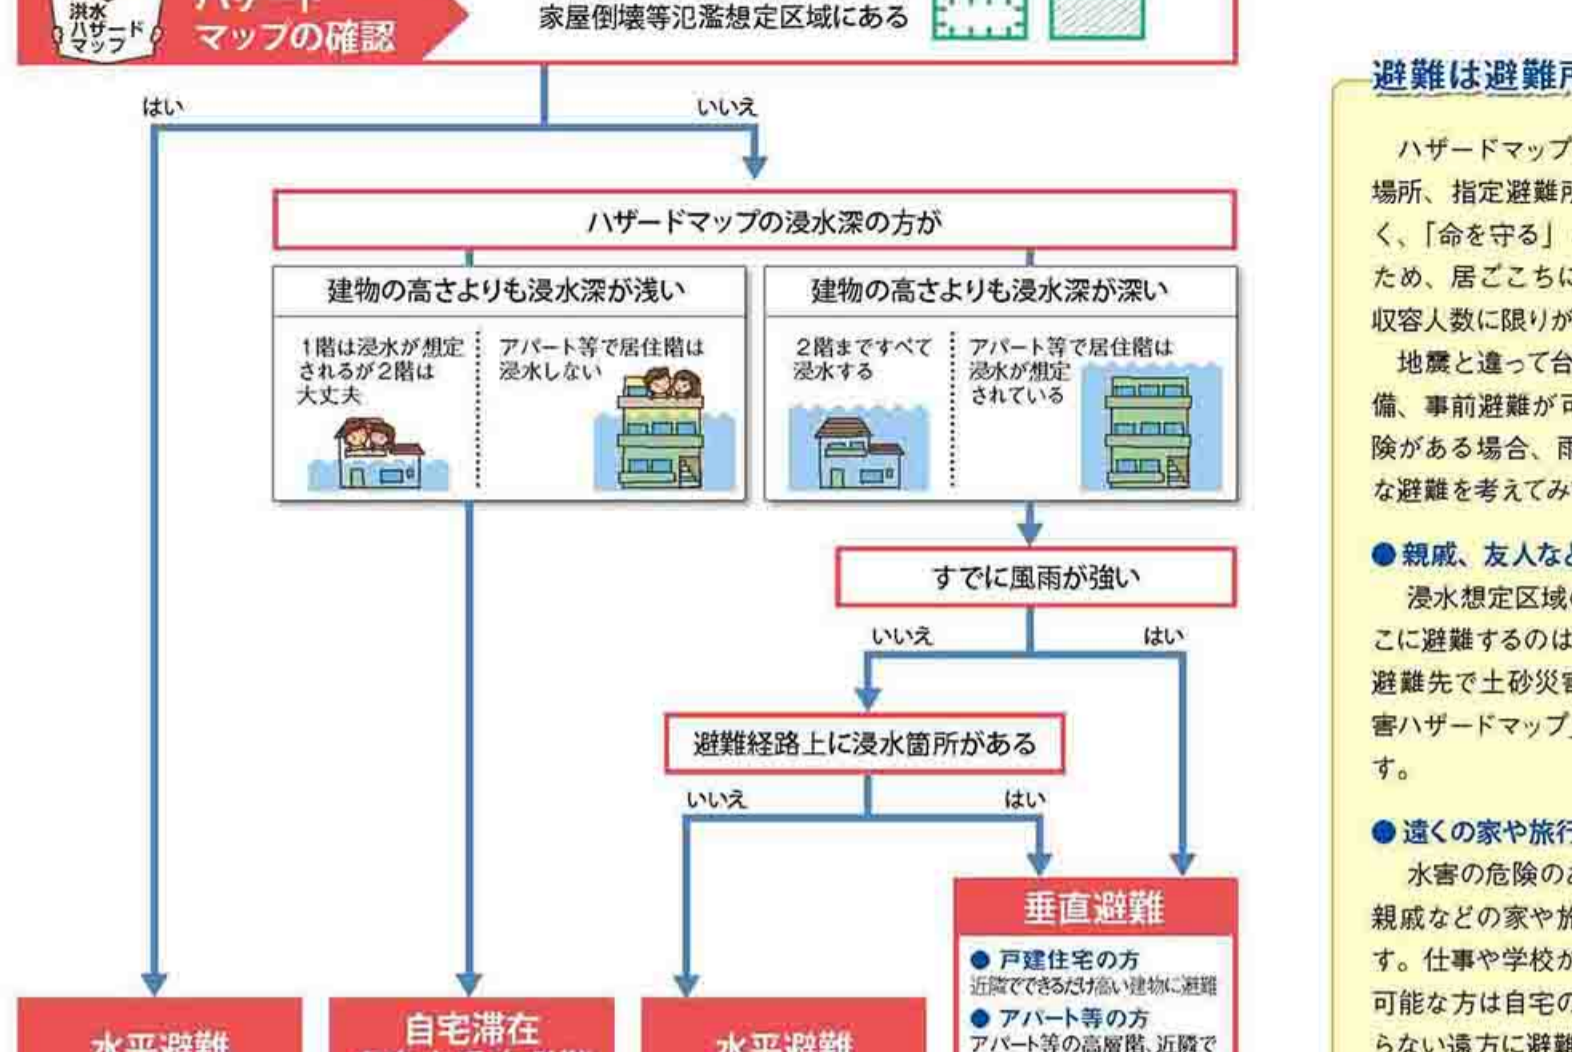 洪水
ハザード
マップ
ハザード
マップの確認
家屋倒壊等氾濫想定区域にある
はい
いいえ
ハザードマップの浸水深の方が
建物の高さよりも浸水深が浅い
1階は浸水が想定
されるが2階は
大丈夫
アパート等で居住階は
浸水しない
建物の高さよりも浸水深が深い
2階まですべて
浸水する
アパート等で居住階は
浸水が想定
されている
すでに風雨が強い
いいえ
はい
避難経路上に浸水箇所がある
いいえ
はい
垂直避難
● 戸建住宅の方
近隣でできるだけ高い建物に避難
● アパート等の方
アパート等の高層階、近隣で
水平避難
自宅滞在
水平避難
避難は避難所
ハザードマップ
場所、指定避難所
く、「命を守る」
ため、居ごこちに
収容人数に限りが
地震と違って台
備、事前避難が可
険がある場合、雨
な避難を考えてみ
● 親戚、友人など
浸水想定区域の
こに避難するのは
避難先で土砂災害
害ハザードマップ」
す。
● 遠くの家や旅行
水害の危険のあ
親戚などの家や旅
す。仕事や学校が
可能な方は自宅の
らない遠方に避難